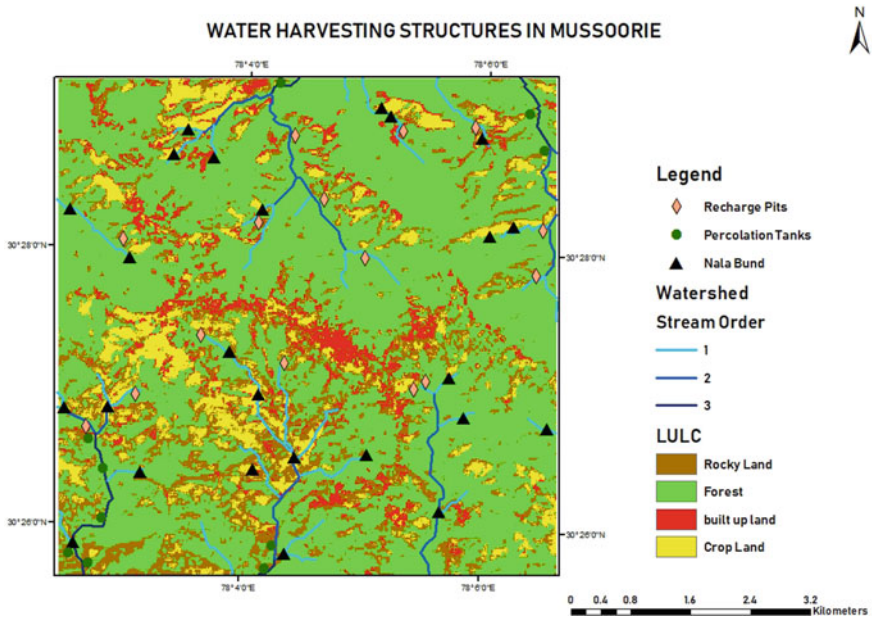 N
WATER HARVESTING STRUCTURES IN MUSSOORIE
78°4'0"E 78°6'0"E
30°28'0"N 30°28'0"N
30°26'0"N 30°26'0"N
78°4'0"E 78°6'0"E
Legend
Recharge Pits
Percolation Tanks
Nala Bund
Watershed
Stream Order
1
2
3
LULC
Rocky Land
Forest
built up land
Crop Land
0 0.4 0.8 1.6 2.4 3.2
Kilometers